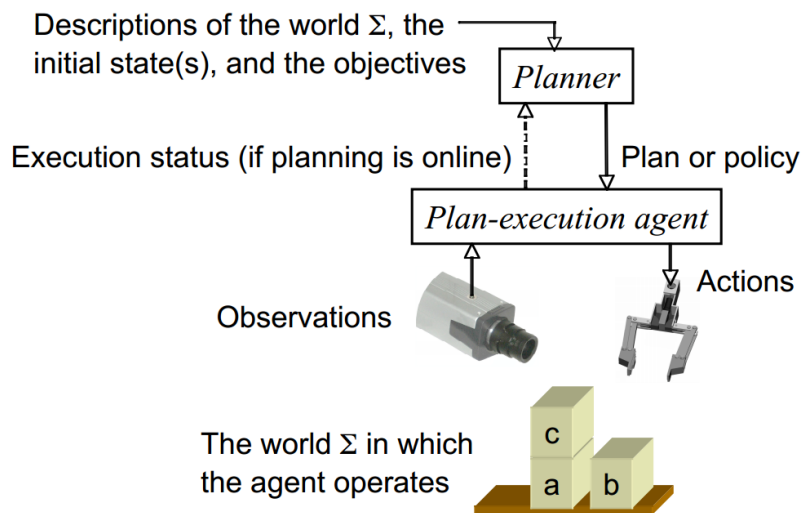 Descriptions of the world Σ, the
initial state(s), and the objectives
Planner
Execution status (if planning is online)
Plan or policy
Plan-execution agent
Observations
Actions
The world Σ in which
the agent operates
c
a
b